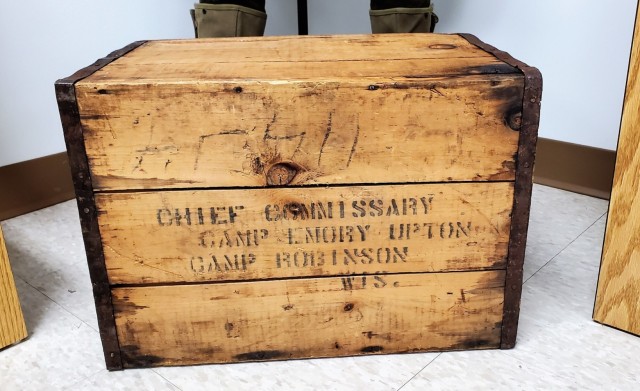 CHIEF COMMISSARY
CAMP EMORY UPTON
CAMP ROBINSON
WIS.